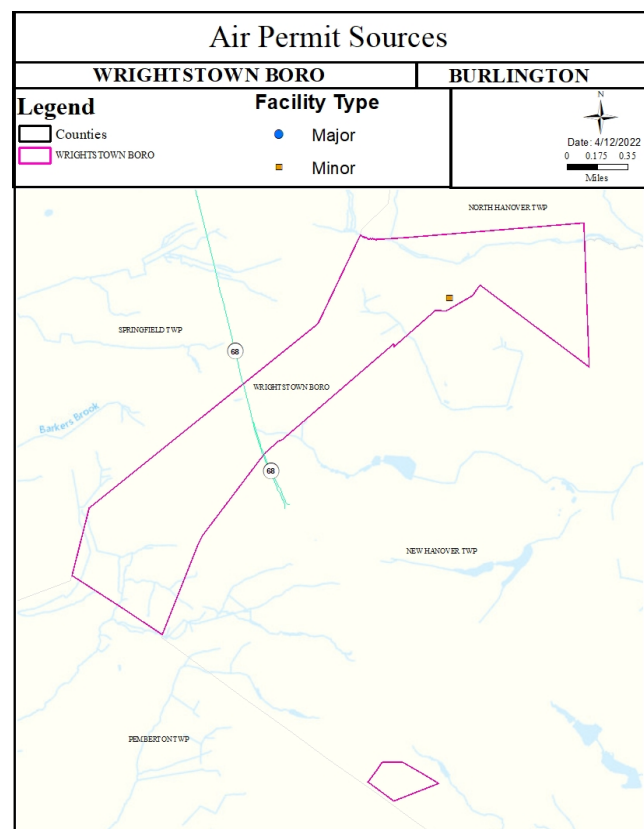 Air Permit Sources
WRIGHTSTOWN BORO
BURLINGTON
Legend
Counties
WRIGHTSTOWN BORO
Facility Type
Major
Minor
N
Date: 4/12/2022
0 0.175 0.35
Miles
NORTH HANOVER TWP
SPRINGFIELD TWP
68
WRIGHTSTOWN BORO
Barkers Brook
68
NEW HANOVER TWP
PEMBERTON TWP